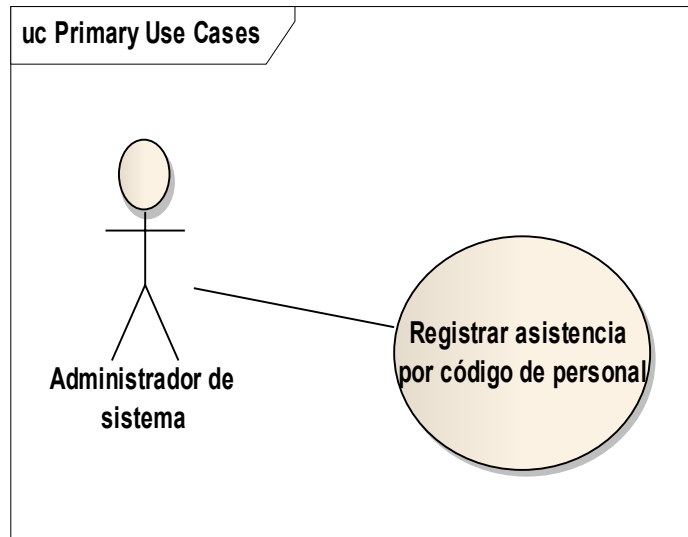 uc Primary Use Cases
Administrador de
sistema
Registrar asistencia
por código de personal